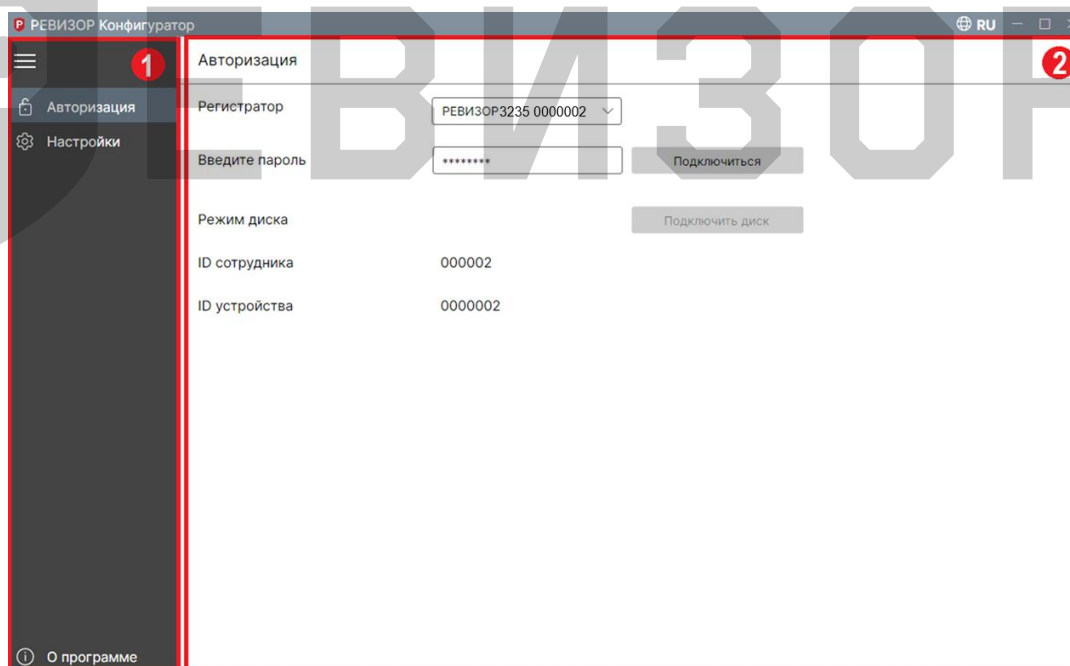 РЕВИЗОР Конфигуратор
RU
1
2
Авторизация
Настройки
О программе
Авторизация
Регистратор
РЕВИЗОР3235 0000002
Введите пароль
********
Подключиться
Режим диска
Подключить диск
ID сотрудника
000002
ID устройства
0000002
РЕВИЗОР